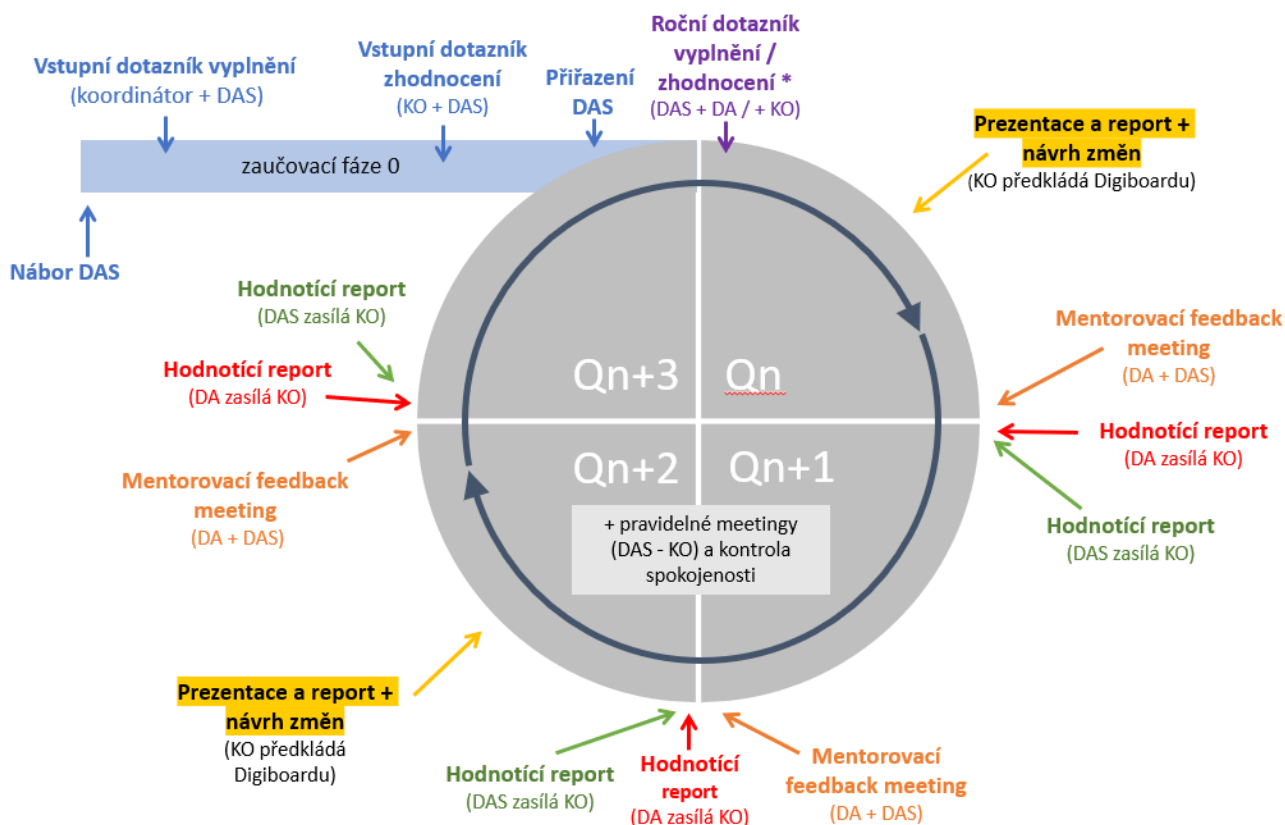 Vstupní dotazník vyplnění
(koordinátor + DAS)
Vstupní dotazník
zhodnocení
(KO + DAS)
Přiřazení
DAS
Roční dotazník
vyplnění /
zhodnocení *
(DAS + DA / + KO)
Prezentace a report +
návrh změn
(KO předkládá Digiboardu)
zaučovací fáze 0
Nábor DAS
Hodnotící report
(DAS zasílá KO)
Hodnotící report
(DA zasílá KO)
Mentorovací feedback
meeting
(DA + DAS)
Qn+3
Qn
Qn+2
Qn+1
+ pravidelné meetingy
(DAS - KO) a kontrola
spokojenosti
Mentorovací feedback
meeting
(DA + DAS)
Hodnotící report
(DA zasílá KO)
Hodnotící report
(DAS zasílá KO)
Prezentace a report +
návrh změn
(KO předkládá
Digiboardu)
Hodnotící report
(DAS zasílá KO)
Hodnotící
report
(DA zasílá KO)
Mentorovací
feedback meeting
(DA + DAS)